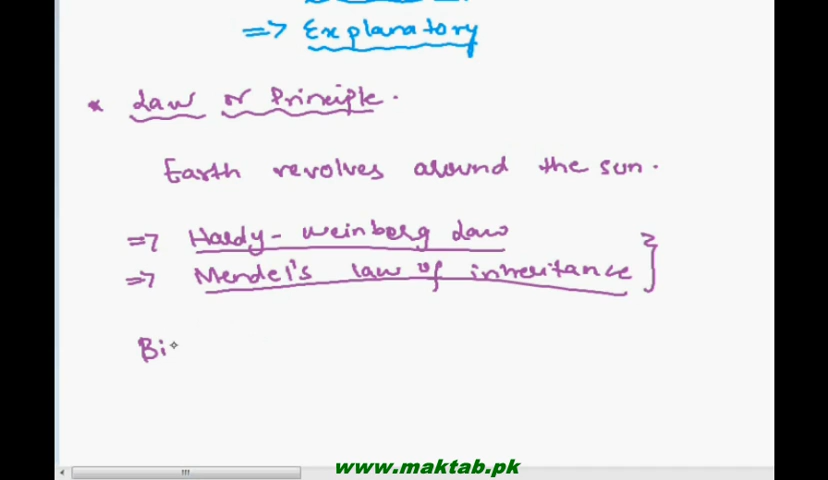 => Explanatory
* Law or Principle.
Earth revolves around the sun.
=> Hardy-weinberg Law
=> Mendel's law of inheritance }
Bi
www.maktab.pk